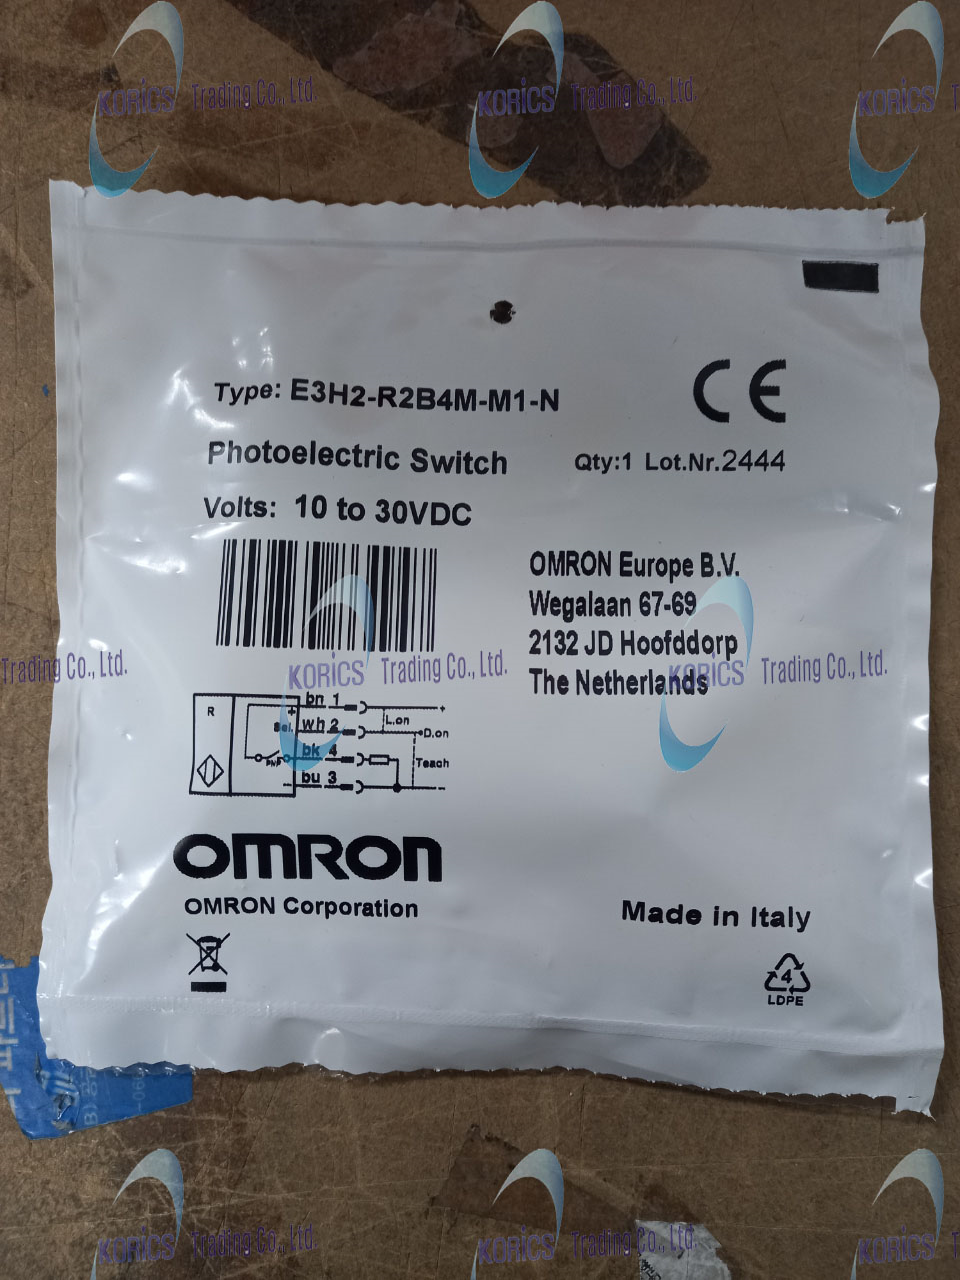 KORiCS Trading Co., Ltd.
KORiCS Trading Co., Ltd.
KORiCS
Type: E3H2-R2B4M-M1-N
CE
Photoelectric Switch
Qty:1 Lot.Nr.2444
Volts: 10 to 30VDC
OMRON Europe B.V.
Wegalaan 67-69
2132 JD Hoofddorp
The Netherlands
Trading Co., Ltd.
KORiCS Trading Co., Ltd.
KORiCS Trading Co., Ltd.
R
bn 1
+
+
L.on
Sel.
wh 2
D.on
bk 4
PNP
Teach
bu 3
-
-
OMRON
OMRON Corporation
Made in Italy
4
LDPE
KORiCS Trading Co., Ltd.
KORiCS Trading Co., Ltd.
KORiCS